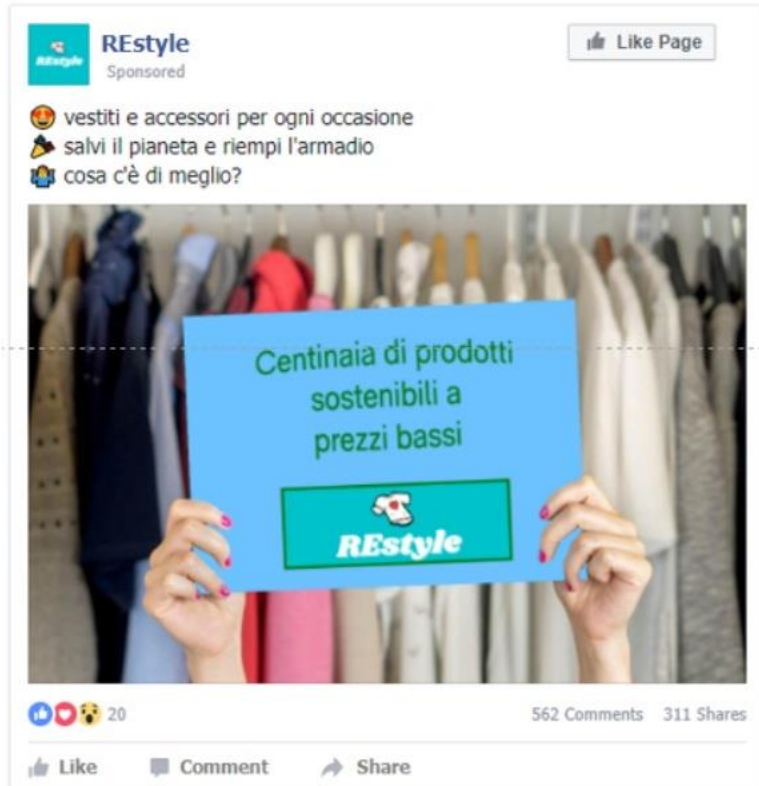 REstyle
REstyle
Sponsored
Like Page
😍 vestiti e accessori per ogni occasione
🎉 salvi il pianeta e riempi l'armadio
🤷 cosa c'è di meglio?
Centinaia di prodotti
sostenibili a
prezzi bassi
REstyle
20
562 Comments 311 Shares
Like Comment Share